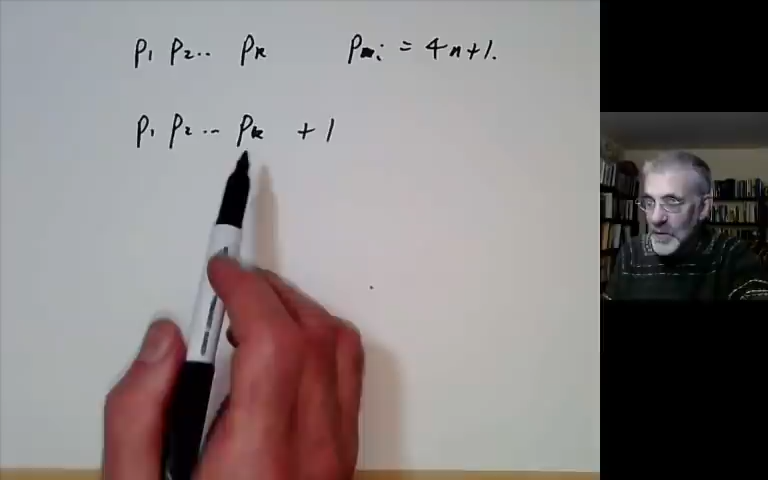 p₁ p₂ .. pₖ pᵢ = 4n+1.
p₁ p₂ ... pₖ + 1